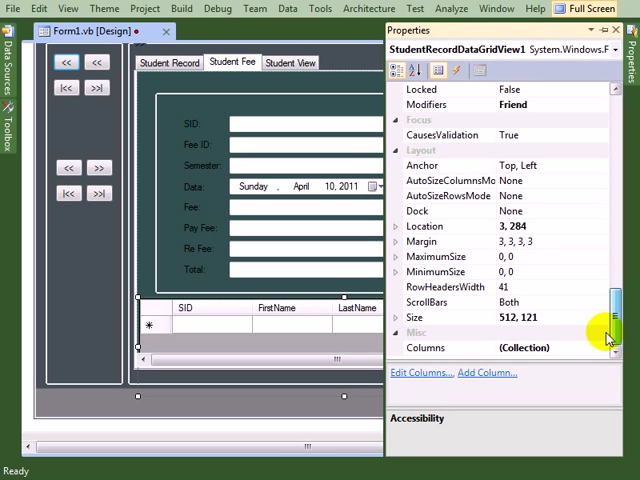 File Edit View Theme Project Build Debug Team Data Tools Architecture Test Analyze Window Help Full Screen
Form1.vb [Design]
Data Sources
Toolbox
<< >>
|<< >>|
<< >>
|<< >>|
Student Record Student Fee Student View
SID:
Fee ID:
Semester:
Data: Sunday , April 10, 2011
Fee:
Pay Fee:
Re Fee:
Total:
SID FirstName
Properties
StudentRecordDataGridView1 System.Windows.F
Locked False
Modifiers Friend
Focus
CausesValidation True
Layout
Anchor Top, Left
AutoSizeColumnsMo None
AutoSizeRowsMode None
Dock None
Location 3, 284
Margin 3, 3, 3, 3
MaximumSize 0, 0
MinimumSize 0, 0
RowHeadersWidth 41
ScrollBars Both
Size 512, 121
Misc
Columns (Collection)
Edit Columns..., Add Column...
Accessibility
Properties
Ready